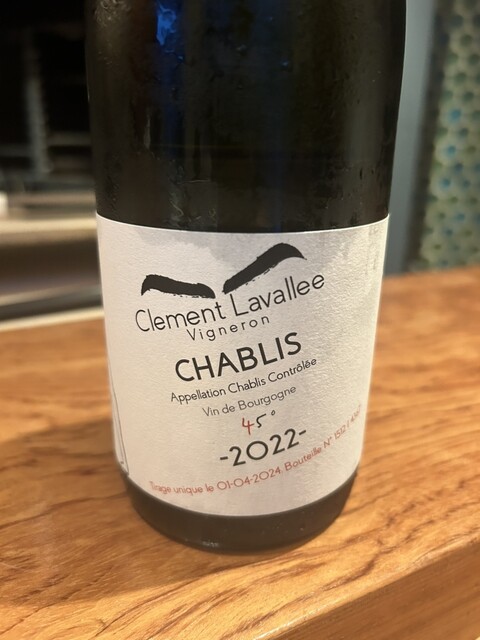 Clement Lavallee
Vigneron
CHABLIS
Appellation Chablis Contrôlée
Vin de Bourgogne
45°
-2022-
Tirage unique le 01-04-2024 Bouteille N° 1512 /